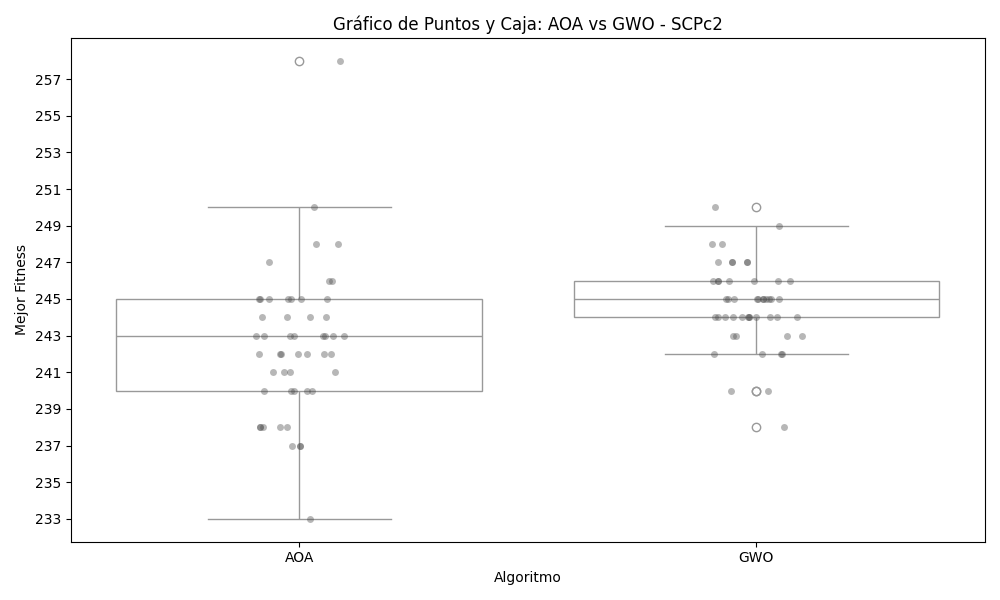 Gráfico de Puntos y Caja: AOA vs GWO - SCPc2
257
255
253
251
249
247
245
243
241
239
237
235
233
Mejor Fitness
AOA
GWO
Algoritmo